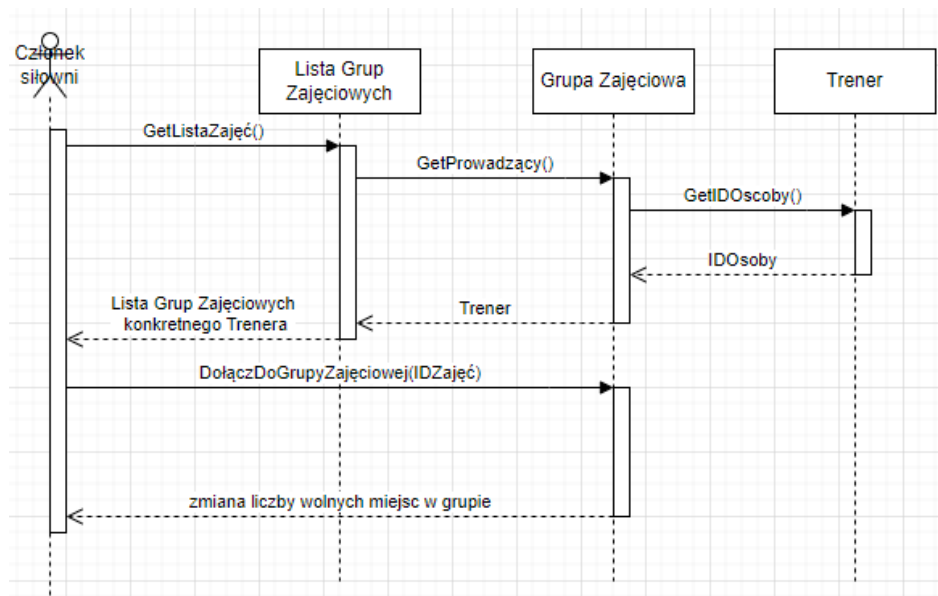 Członek
siłowni
Lista Grup
Zajęciowych
Grupa Zajęciowa
Trener
GetListaZajęć()
GetProwadzący()
GetIDOscoby()
IDOsoby
Lista Grup Zajęciowych
konkretnego Trenera
Trener
DołączDoGrupyZajęciowej(IDZajęć)
zmiana liczby wolnych miejsc w grupie